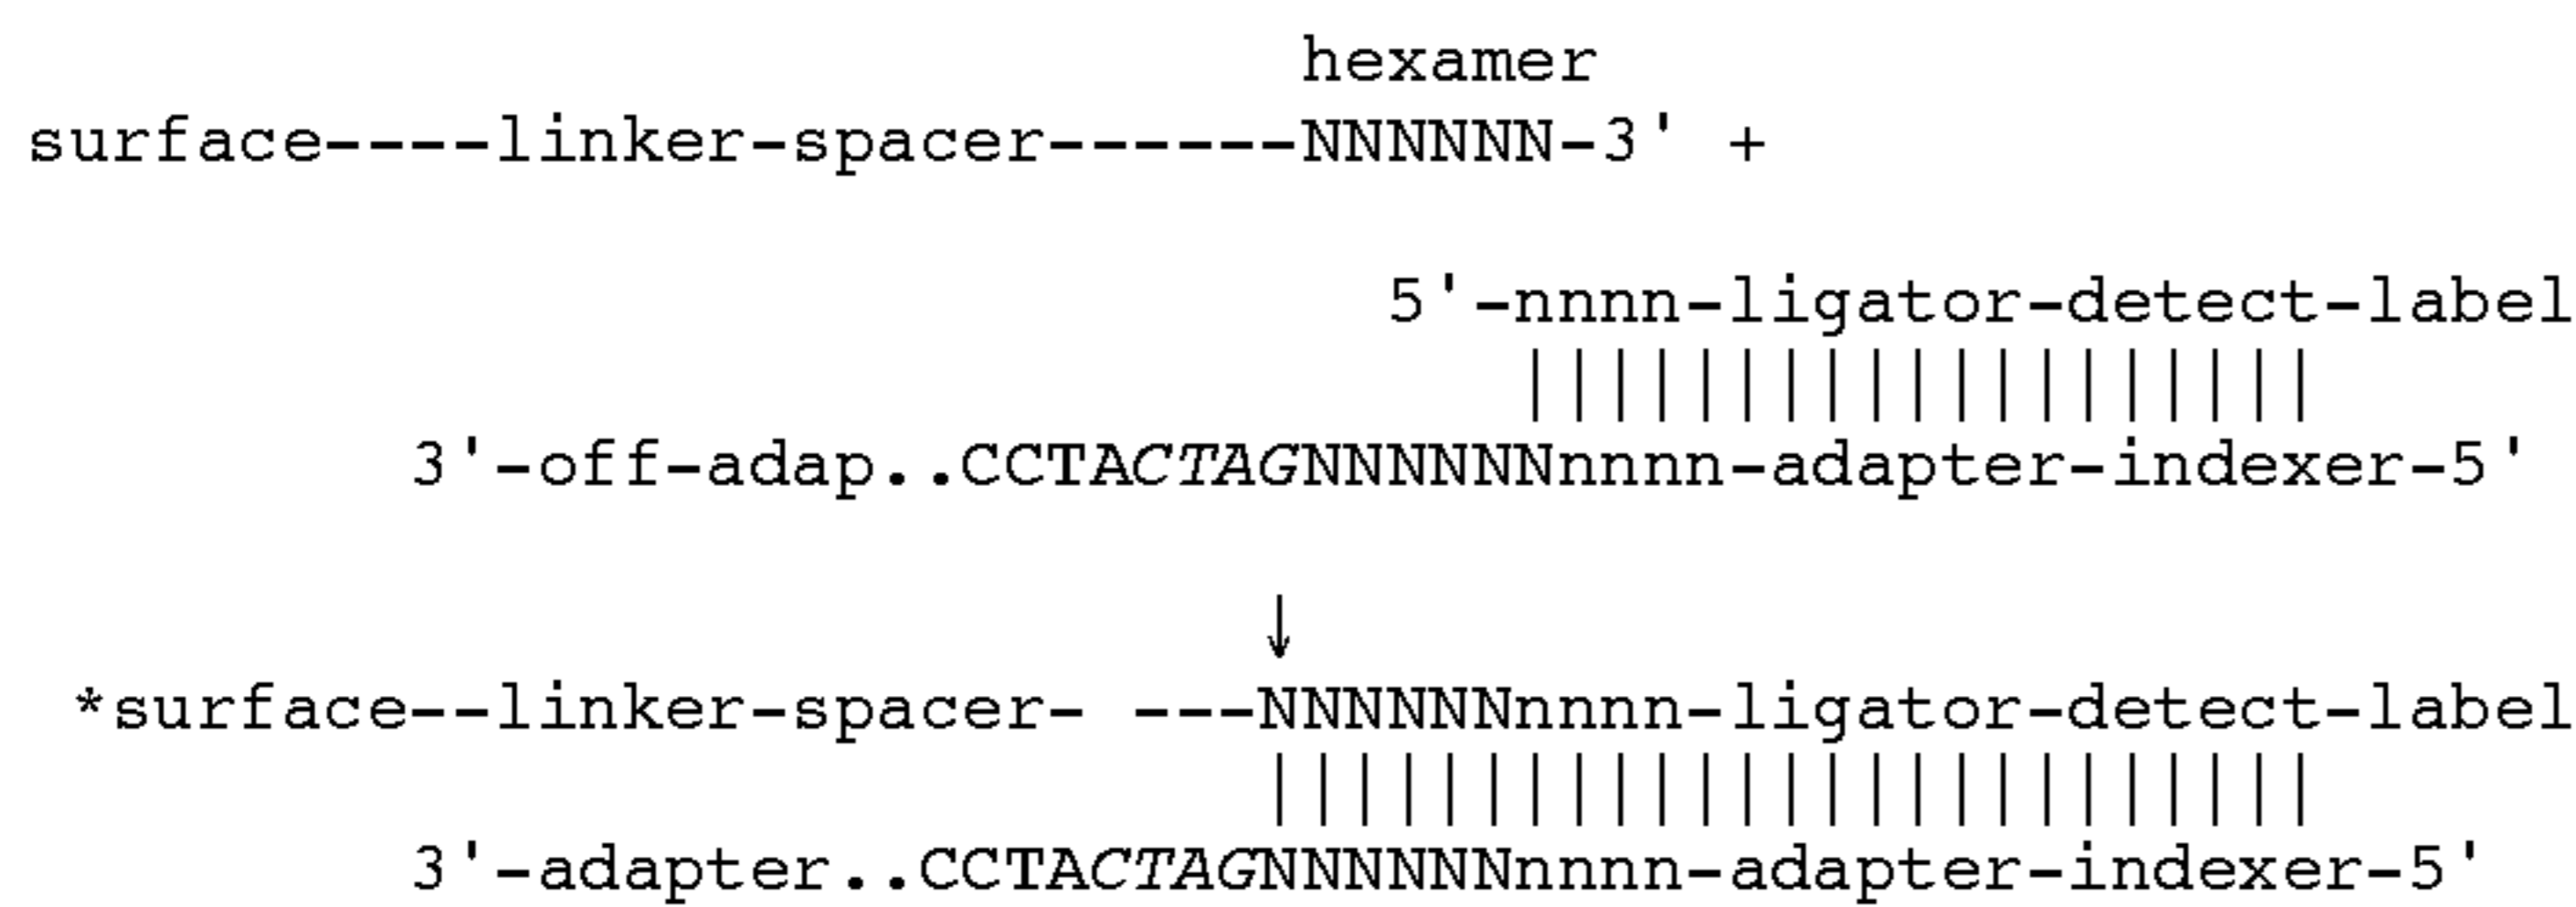 hexamer
surface----linker-spacer------NNNNNN-3' +
5'-nnnn-ligator-detect-label
|||||||||||||||||||
3'-off-adap..CCTACTAGNNNNNNnnnn-adapter-indexer-5'
↓
*surface--linker-spacer- ---NNNNNNnnnn-ligator-detect-label
|||||||||||||||||||||||||
3'-adapter..CCTACTAGNNNNNNnnnn-adapter-indexer-5'